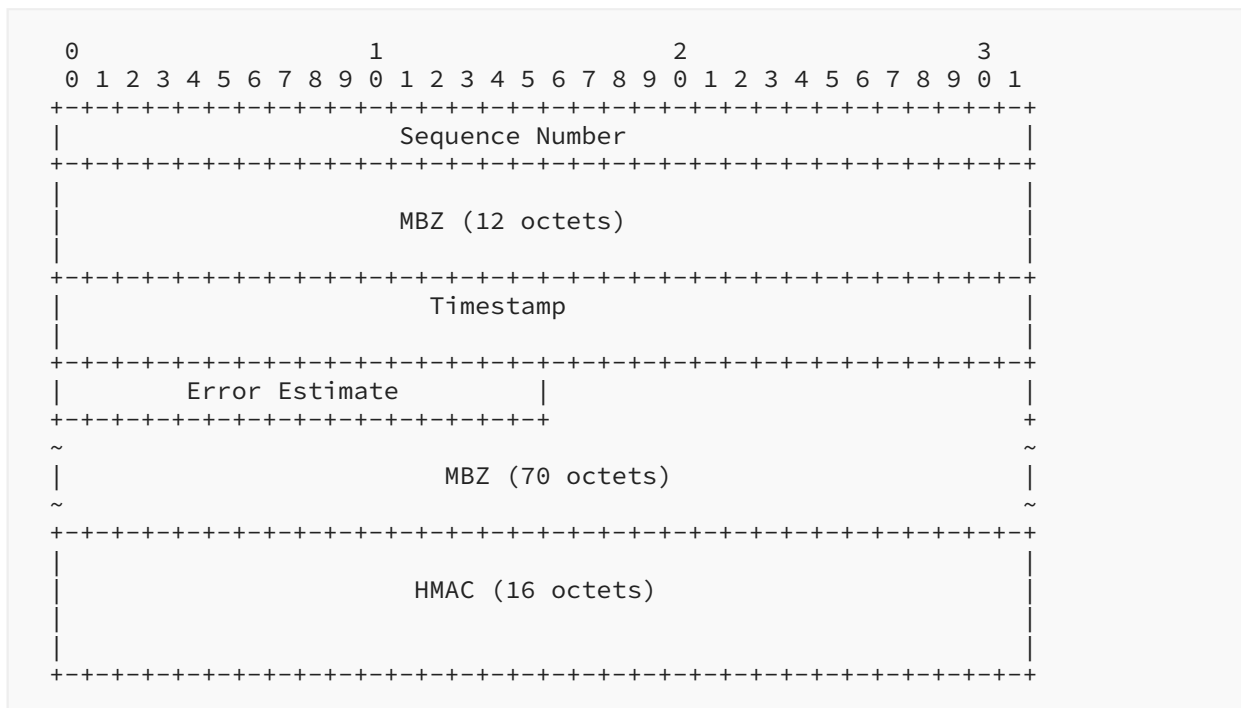 0                   1                   2                   3
 0 1 2 3 4 5 6 7 8 9 0 1 2 3 4 5 6 7 8 9 0 1 2 3 4 5 6 7 8 9 0 1
+-+-+-+-+-+-+-+-+-+-+-+-+-+-+-+-+-+-+-+-+-+-+-+-+-+-+-+-+-+-+-+-+
|                      Sequence Number                          |
+-+-+-+-+-+-+-+-+-+-+-+-+-+-+-+-+-+-+-+-+-+-+-+-+-+-+-+-+-+-+-+-+
|                                                               |
|                      MBZ (12 octets)                          |
|                                                               |
+-+-+-+-+-+-+-+-+-+-+-+-+-+-+-+-+-+-+-+-+-+-+-+-+-+-+-+-+-+-+-+-+
|                        Timestamp                              |
|                                                               |
+-+-+-+-+-+-+-+-+-+-+-+-+-+-+-+-+-+-+-+-+-+-+-+-+-+-+-+-+-+-+-+-+
|        Error Estimate         |                               |
+-+-+-+-+-+-+-+-+-+-+-+-+-+-+-+-+                               +
~                                                               ~
|                         MBZ (70 octets)                       |
~                                                               ~
+-+-+-+-+-+-+-+-+-+-+-+-+-+-+-+-+-+-+-+-+-+-+-+-+-+-+-+-+-+-+-+-+
|                                                               |
|                       HMAC (16 octets)                        |
|                                                               |
|                                                               |
+-+-+-+-+-+-+-+-+-+-+-+-+-+-+-+-+-+-+-+-+-+-+-+-+-+-+-+-+-+-+-+-+